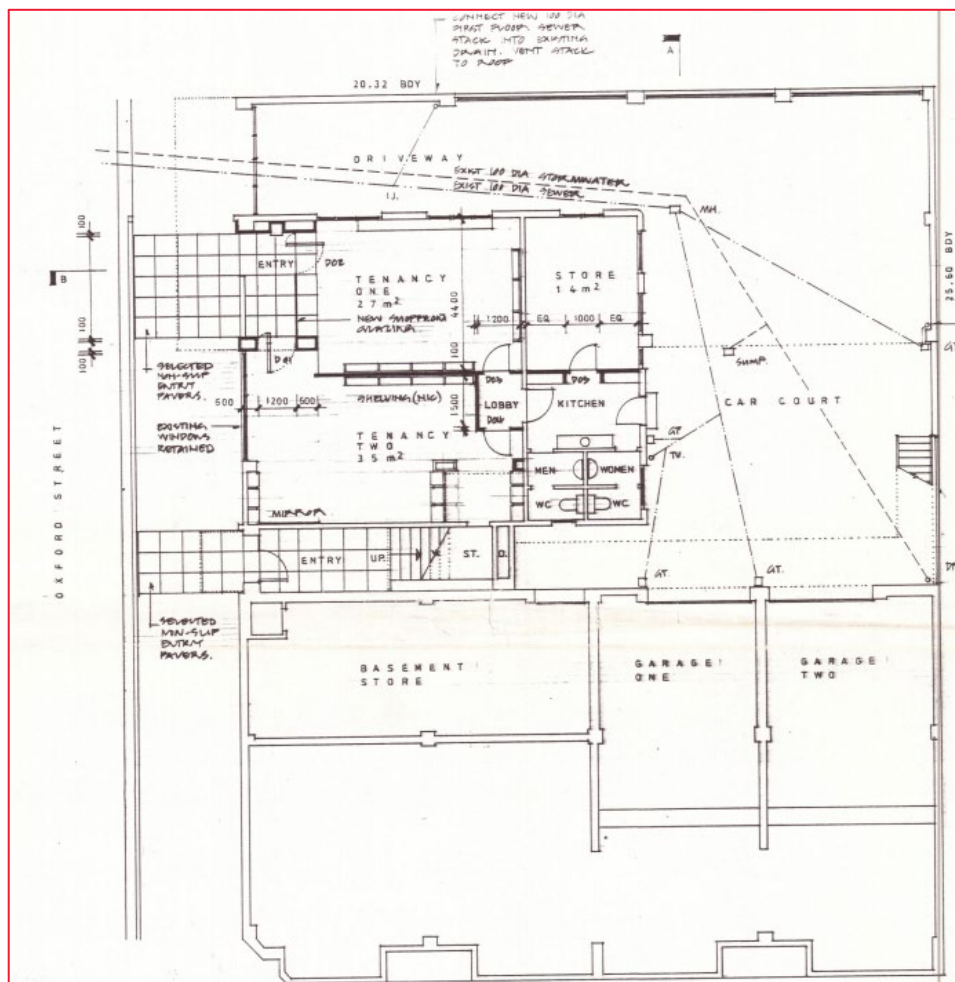 CONNECT NEW 100 DIA
FIRST FLOOR SEWER
STACK INTO EXISTING
DRAIN. VENT STACK
TO ROOF
A
20.32 BDY
DRIVEWAY
EXIST 100 DIA STORMWATER
EXIST 100 DIA SEWER
I.J.
MH.
100
B
ENTRY
D02
TENANCY
ONE
27 m²
STORE
14 m²
4400
25.60 BDY
NEW SHOPFRONT
GLAZING.
1200
EQ
1000
EQ
100
100
D01
100
SUMP.
SELECTED
NON-SLIP
ENTRY
PAVERS.
D03
D05
CAR COURT
600
1200
600
SHELVING (N.I.C)
1500
LOBBY
KITCHEN
D04
EXISTING
WINDOWS
RETAINED
TENANCY
TWO
35 m²
GT
TV.
MEN
WOMEN
WC
WC
OXFORD STREET
MIRROR
ENTRY
UP.
ST.
D.
GT.
GT.
SELECTED
NON-SLIP
ENTRY
PAVERS.
BASEMENT
STORE
GARAGE
ONE
GARAGE
TWO